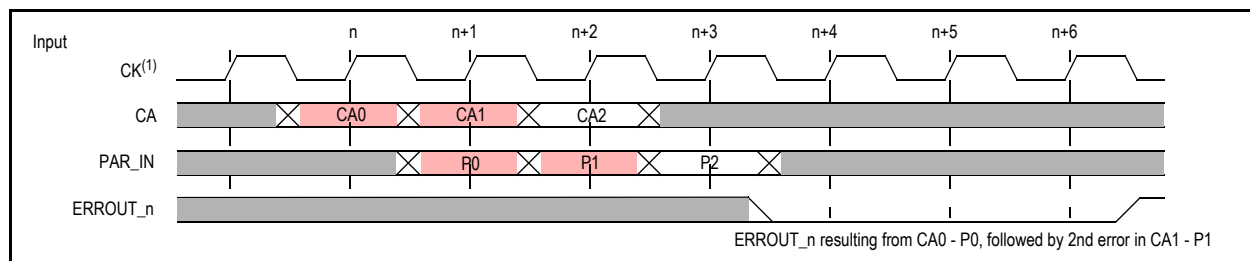 Input n n+1 n+2 n+3 n+4 n+5 n+6
CK(1)
CA CA0 CA1 CA2
PAR_IN P0 P1 P2
ERROUT_n
ERROUT_n resulting from CA0 - P0, followed by 2nd error in CA1 - P1